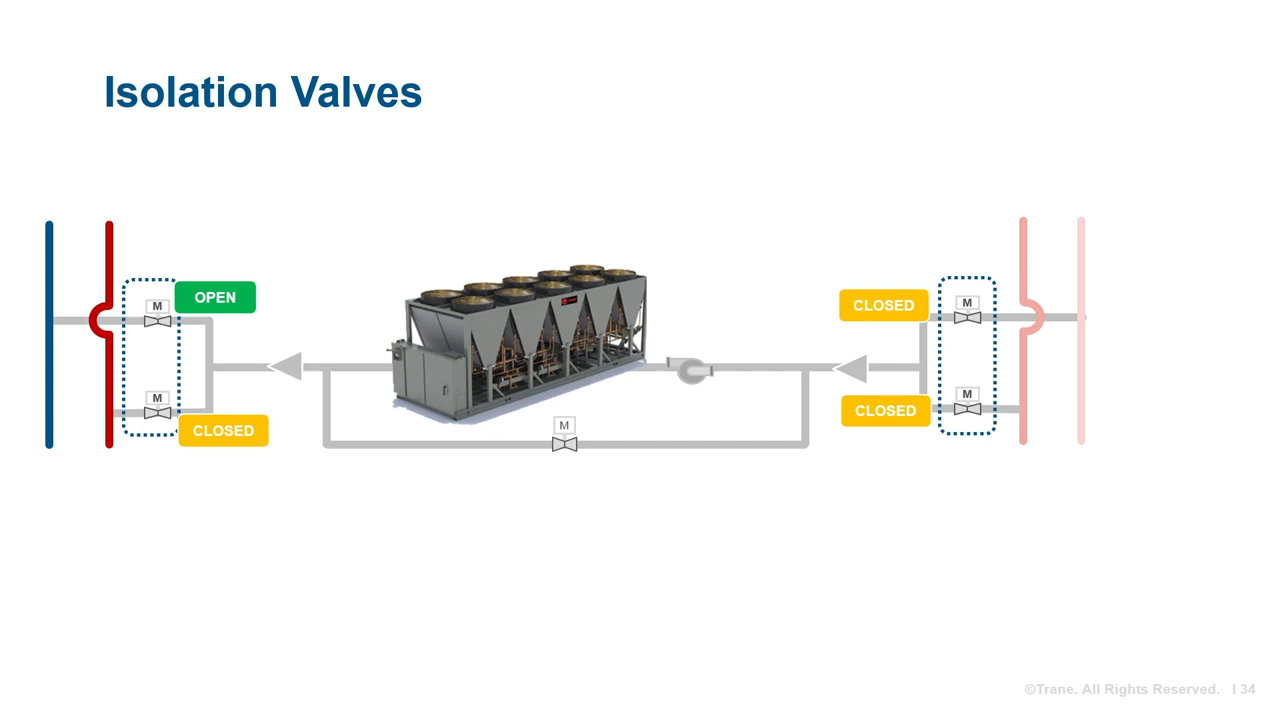 Isolation Valves
M
OPEN
M
CLOSED
M
CLOSED
M
CLOSED
M
©Trane. All Rights Reserved. I 34